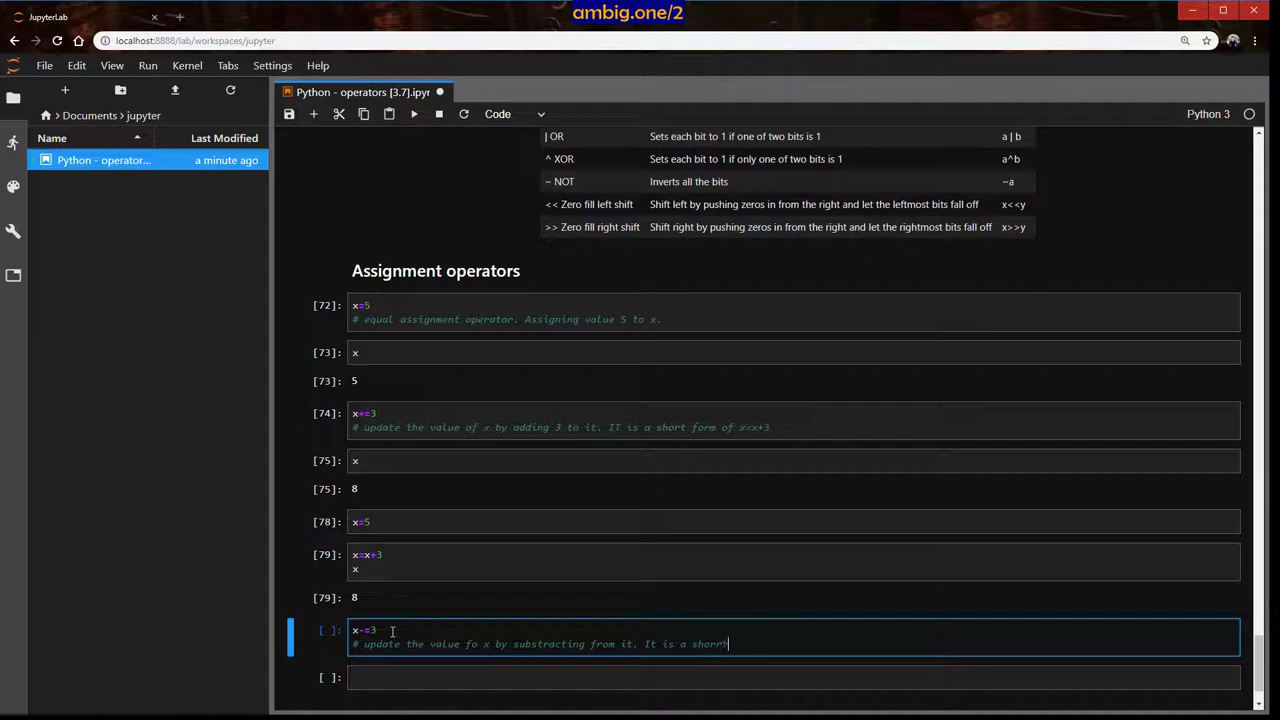 JupyterLab
ambig.one/2
localhost:8888/lab/workspaces/jupyter
File Edit View Run Kernel Tabs Settings Help
Python - operators [3.7].ipyr
Documents > jupyter
Code
Python 3
Name Last Modified
Python - operator... a minute ago
| OR Sets each bit to 1 if one of two bits is 1 a | b
^ XOR Sets each bit to 1 if only one of two bits is 1 a^b
~ NOT Inverts all the bits ~a
<< Zero fill left shift Shift left by pushing zeros in from the right and let the leftmost bits fall off x<<y
>> Zero fill right shift Shift right by pushing zeros in from the right and let the rightmost bits fall off x>>y
Assignment operators
[72]: x=5
# equal assignment operator. Assigning value 5 to x.
[73]: x
[73]: 5
[74]: x+=3
# update the value of x by adding 3 to it. IT is a short form of x=x+3
[75]: x
[75]: 8
[78]: x=5
[79]: x=x+3
x
[79]: 8
[ ]: x-=3
# update the value fo x by substracting from it. It is a shorr
[ ]: